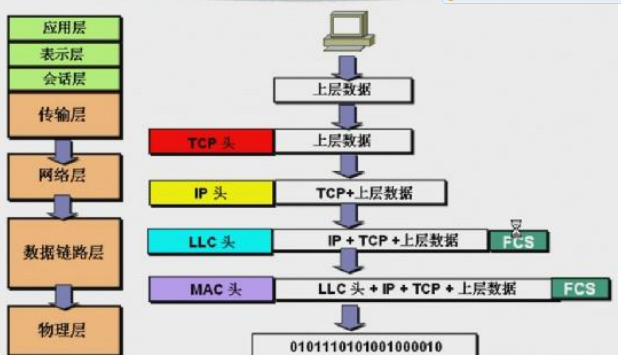 应用层
表示层
会话层
传输层
网络层
数据链路层
物理层
上层数据
TCP 头 上层数据
IP 头 TCP+上层数据
LLC 头 IP + TCP +上层数据 FCS
MAC 头 LLC 头 + IP + TCP + 上层数据 FCS
0101110101001000010